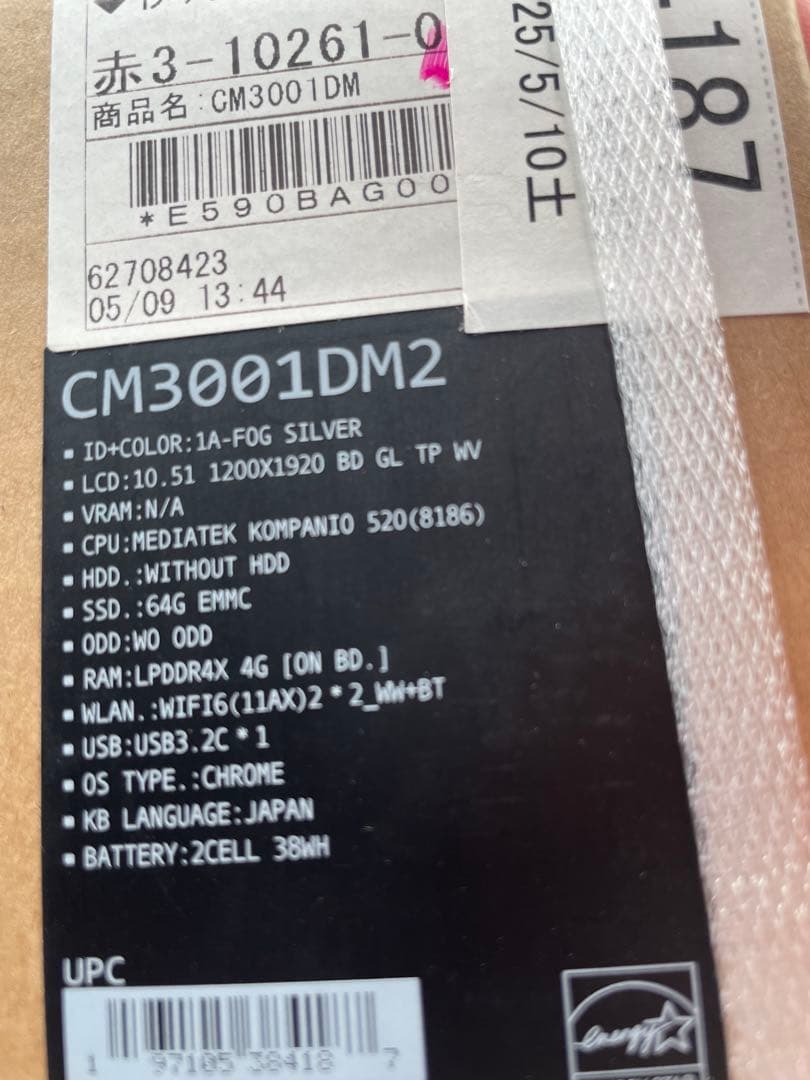 赤3-10261-0
商品名:CM3001DM
*E590BAG00
62708423
05/09 13:44
25/5/10土
-187
CM3001DM2
▪ ID+COLOR:1A-FOG SILVER
▪ LCD:10.51 1200X1920 BD GL TP WV
▪ VRAM:N/A
▪ CPU:MEDIATEK KOMPANIO 520(8186)
▪ HDD.:WITHOUT HDD
▪ SSD.:64G EMMC
▪ ODD:WO ODD
▪ RAM:LPDDR4X 4G [ON BD.]
▪ WLAN.:WIFI6(11AX)2*2_WW+BT
▪ USB:USB3.2C*1
▪ OS TYPE.:CHROME
▪ KB LANGUAGE:JAPAN
▪ BATTERY:2CELL 38WH
UPC
1 97105 38418 7
energy